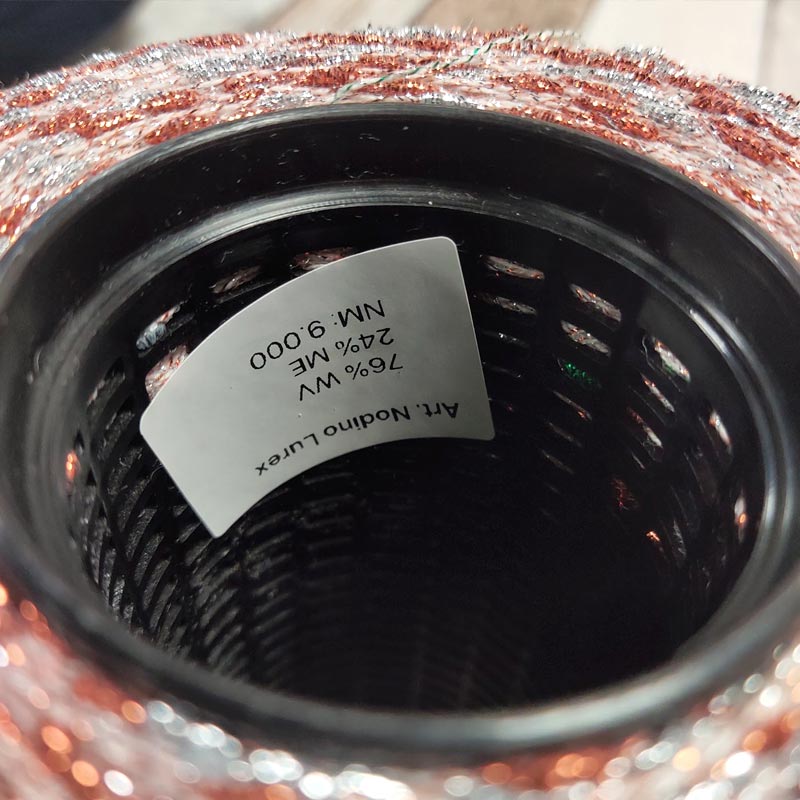 Art. Nodino Lurex
76% WV
24% ME
NM: 9.000